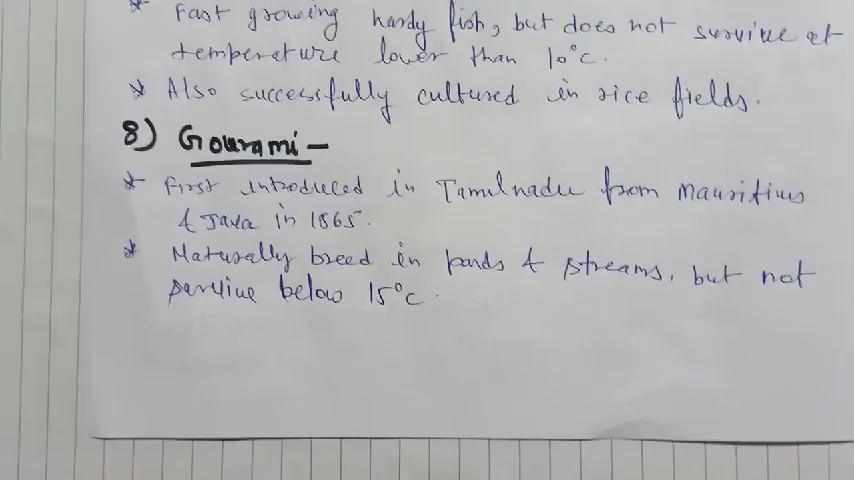 * Fast growing hardy fish, but does not survive at
temperature lower than 10°c.
* Also successfully cultured in rice fields.
8) Gourami -
* First introduced in Tamilnadu from Mauritius
& Java in 1865.
* Naturally breed in ponds & streams, but not
survive below 15°c.